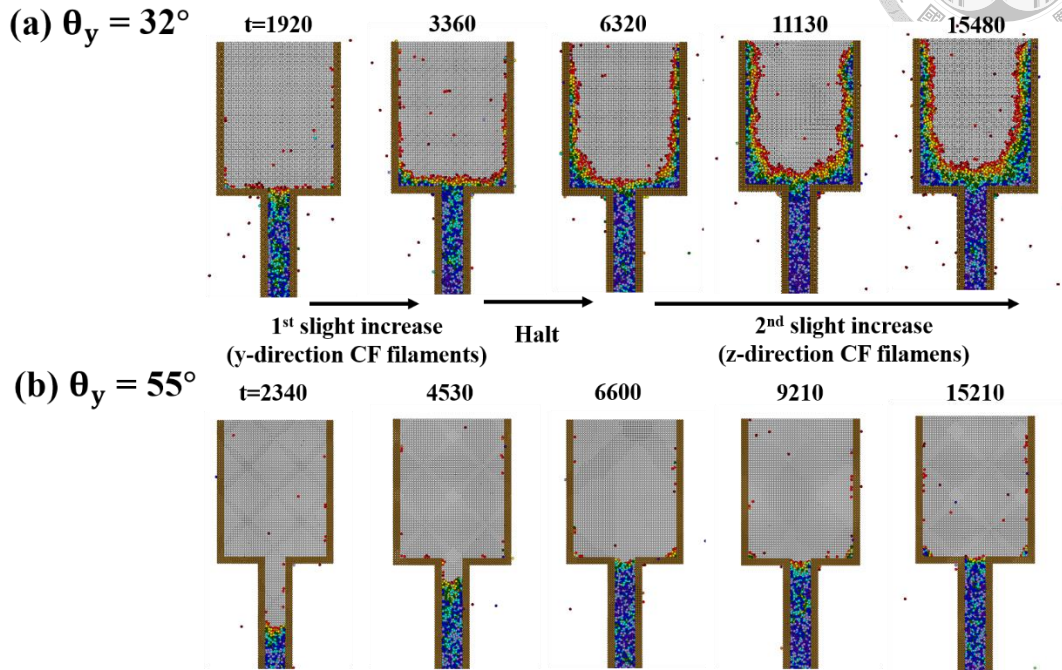 (a) θy = 32°
t=1920 3360 6320 11130 15480
1st slight increase
(y-direction CF filaments)
Halt
2nd slight increase
(z-direction CF filamens)
(b) θy = 55°
t=2340 4530 6600 9210 15210